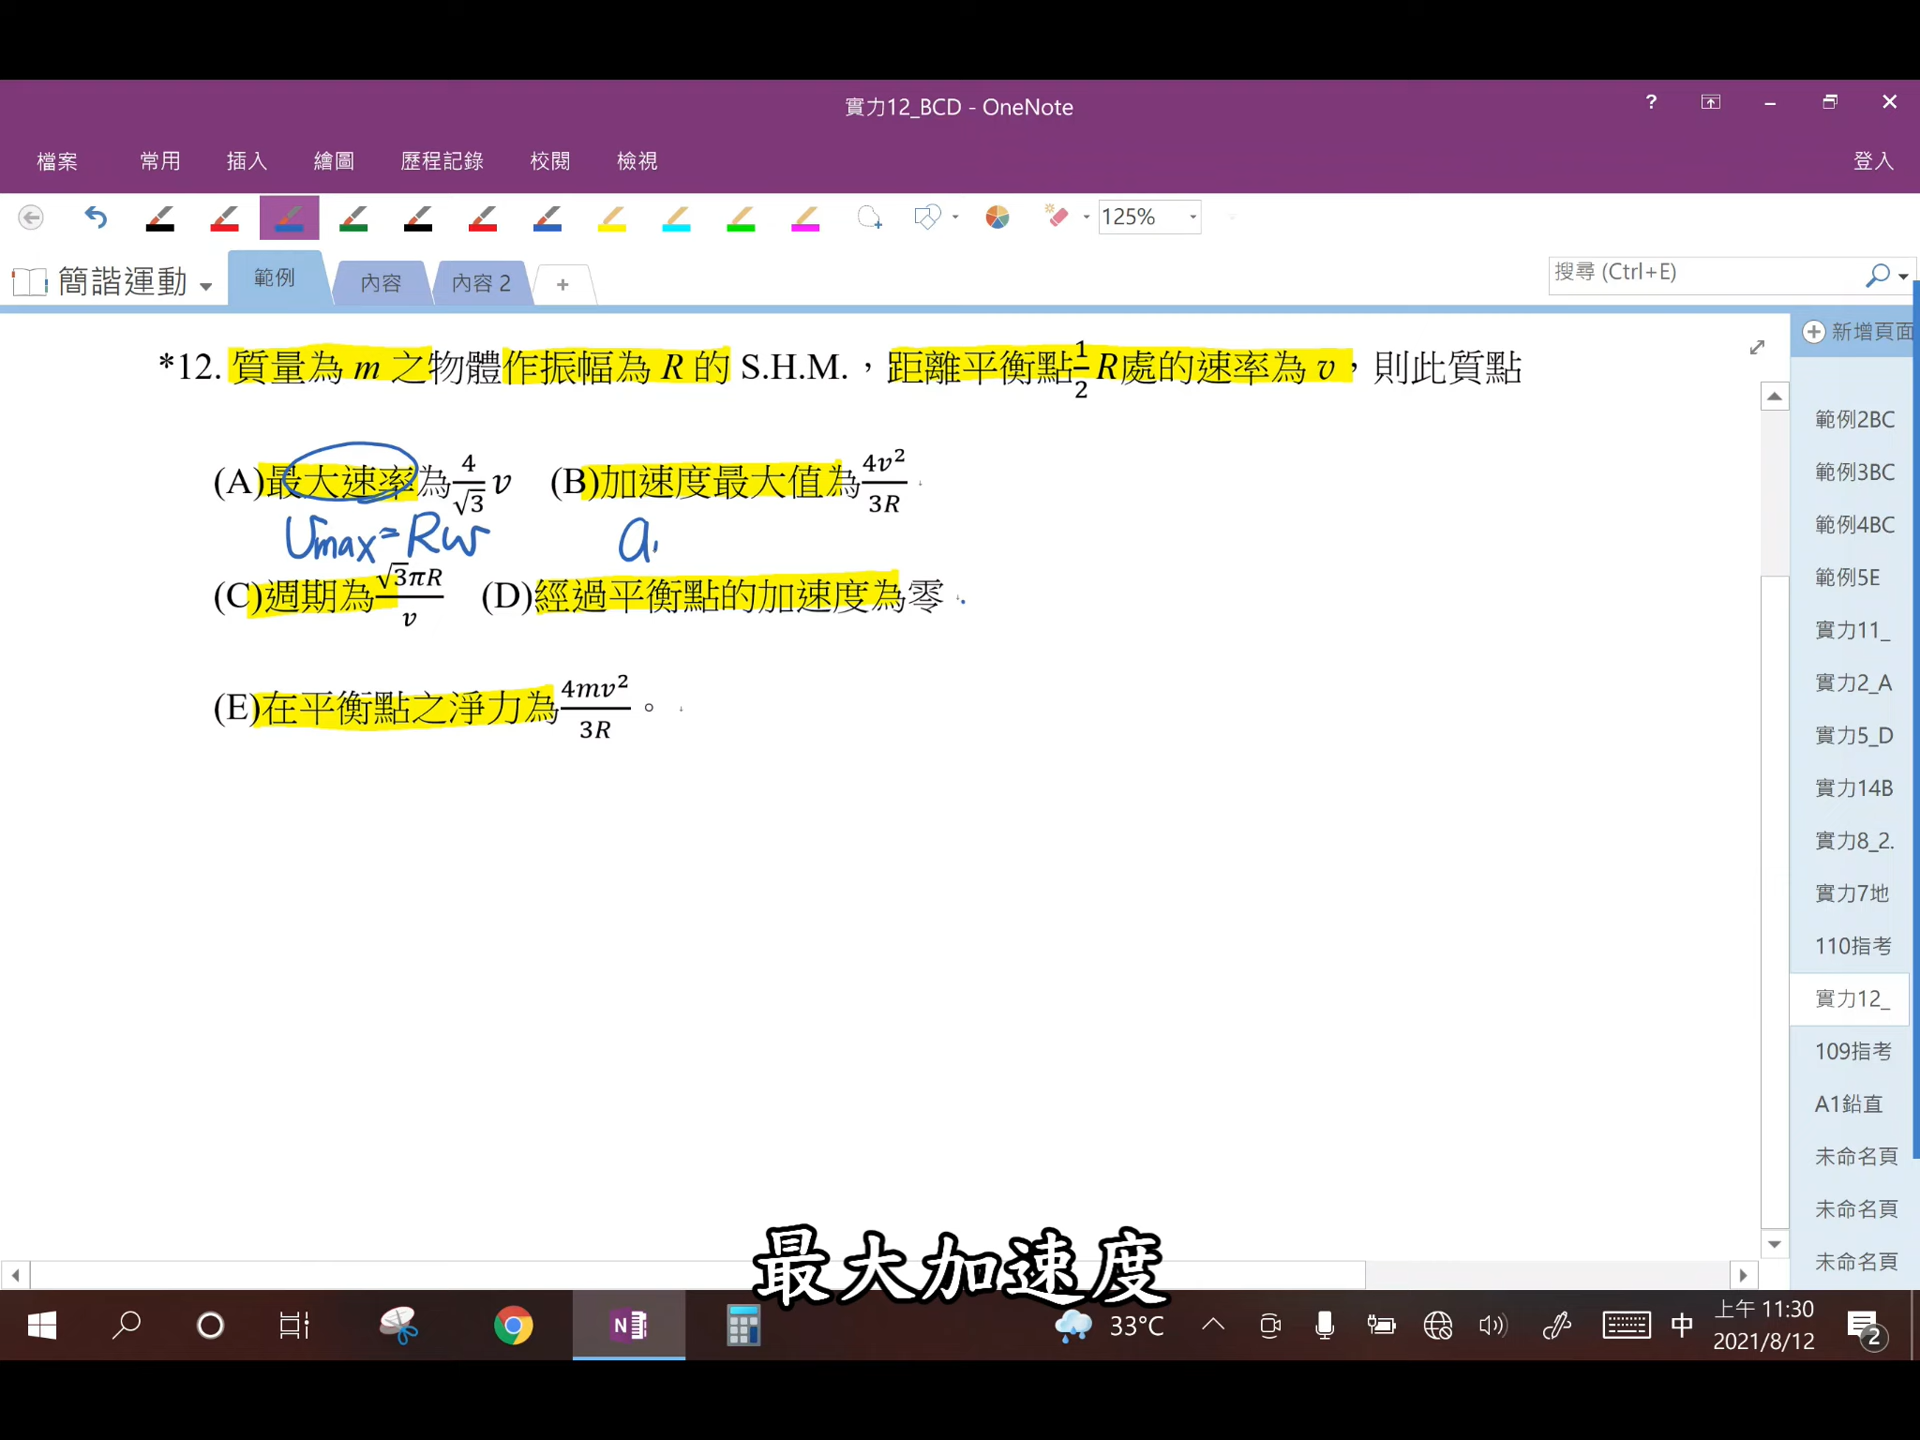 實力12_BCD - OneNote
?
檔案 常用 插入 繪圖 歷程記錄 校閱 檢視 登入
125%
簡諧運動 範例 內容 內容 2 + 搜尋 (Ctrl+E)
*12. 質量為 m 之物體作振幅為 R 的 S.H.M.，距離平衡點 1/2 R處的速率為 v，則此質點
(A)最大速率為 4/√3 v (B)加速度最大值為 4v²/3R
Vmax=Rw a
(C)週期為 √3πR/v (D)經過平衡點的加速度為零
(E)在平衡點之淨力為 4mv²/3R 。
新增頁面
範例2BC
範例3BC
範例4BC
範例5E
實力11_
實力2_A
實力5_D
實力14B
實力8_2.
實力7地
110指考
實力12_
109指考
A1鉛直
未命名頁
未命名頁
未命名頁
最大加速度
N 33°C 中 上午 11:30
2021/8/12
2